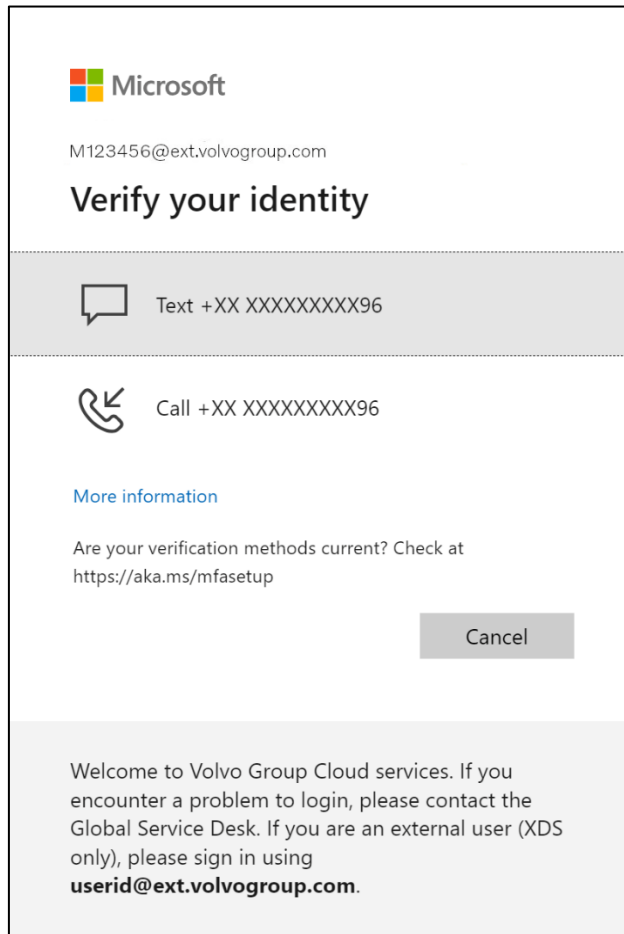 Microsoft
M123456@ext.volvogroup.com
Verify your identity
Text +XX XXXXXXXXX96
Call +XX XXXXXXXXX96
More information
Are your verification methods current? Check at
https://aka.ms/mfasetup
Cancel
Welcome to Volvo Group Cloud services. If you
encounter a problem to login, please contact the
Global Service Desk. If you are an external user (XDS
only), please sign in using
userid@ext.volvogroup.com.